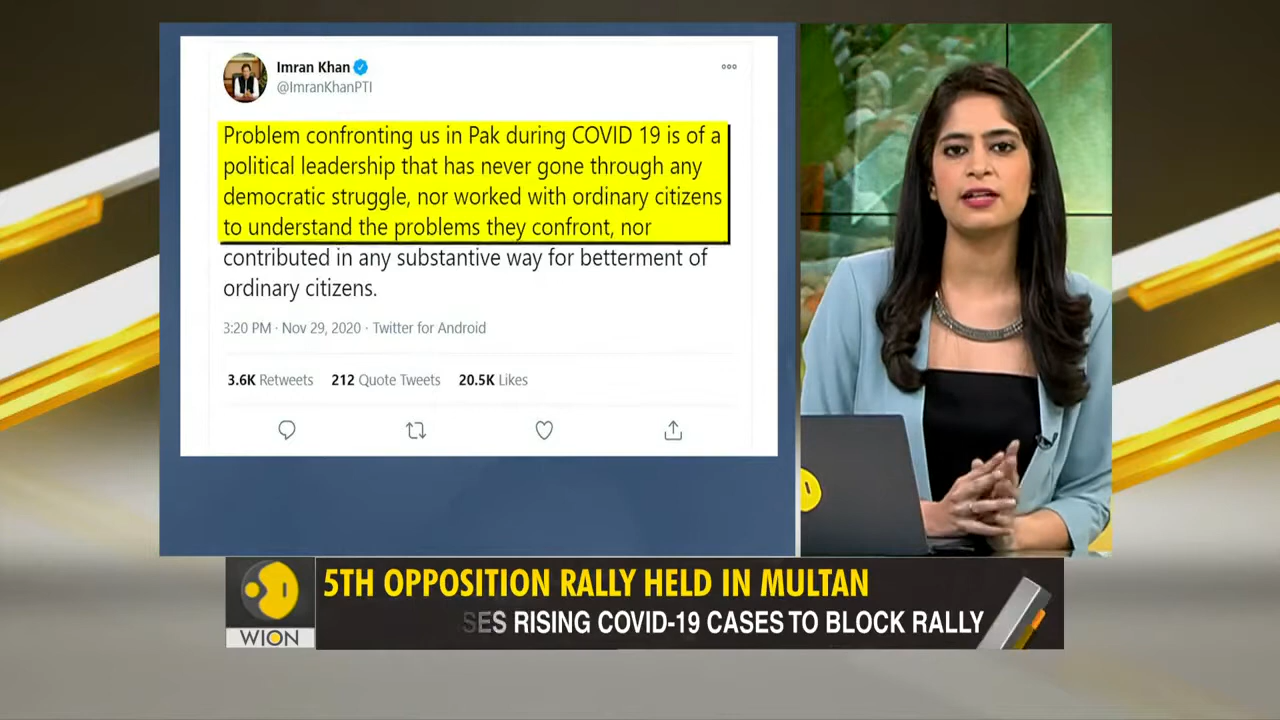 Imran Khan
@ImranKhanPTI
Problem confronting us in Pak during COVID 19 is of a
political leadership that has never gone through any
democratic struggle, nor worked with ordinary citizens
to understand the problems they confront, nor
contributed in any substantive way for betterment of
ordinary citizens.
3:20 PM · Nov 29, 2020 · Twitter for Android
3.6K Retweets 212 Quote Tweets 20.5K Likes
5TH OPPOSITION RALLY HELD IN MULTAN
SES RISING COVID-19 CASES TO BLOCK RALLY
WION